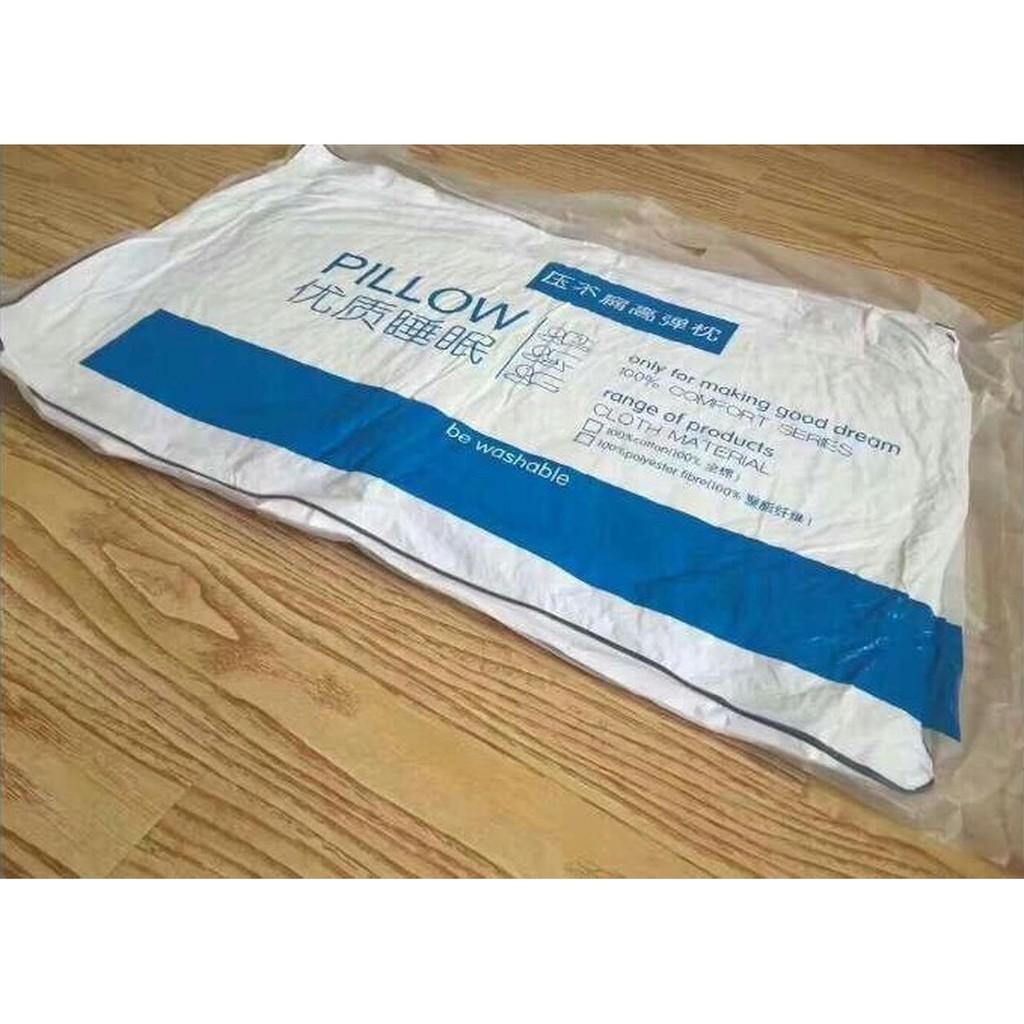 PILLOW
优质睡眠
压不扁高弹枕
only for making good dream
100% COMFORT SERIES
range of products
CLOTH MATERIAL
100%cotton(100% 全棉)
100%polyester fibre(100% 聚酯纤维)
be washable